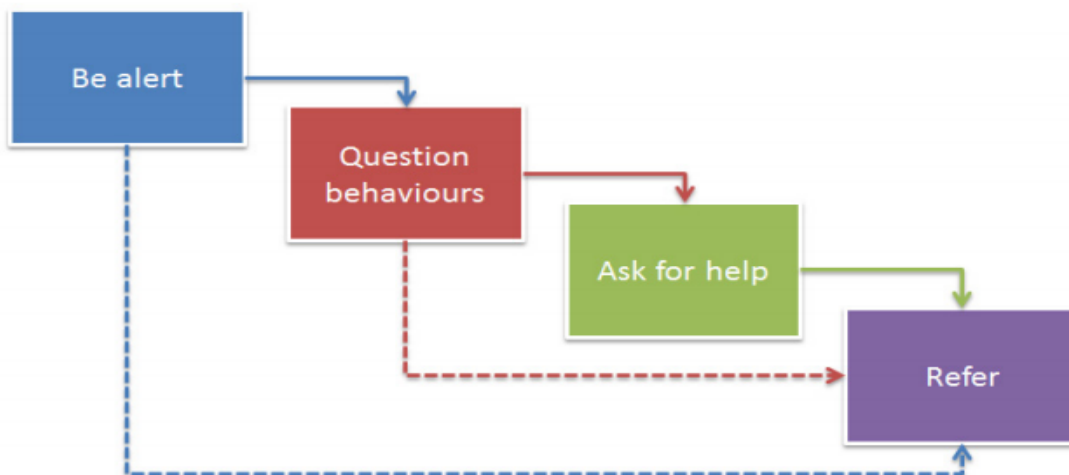 Be alert
Question
behaviours
Ask for help
Refer